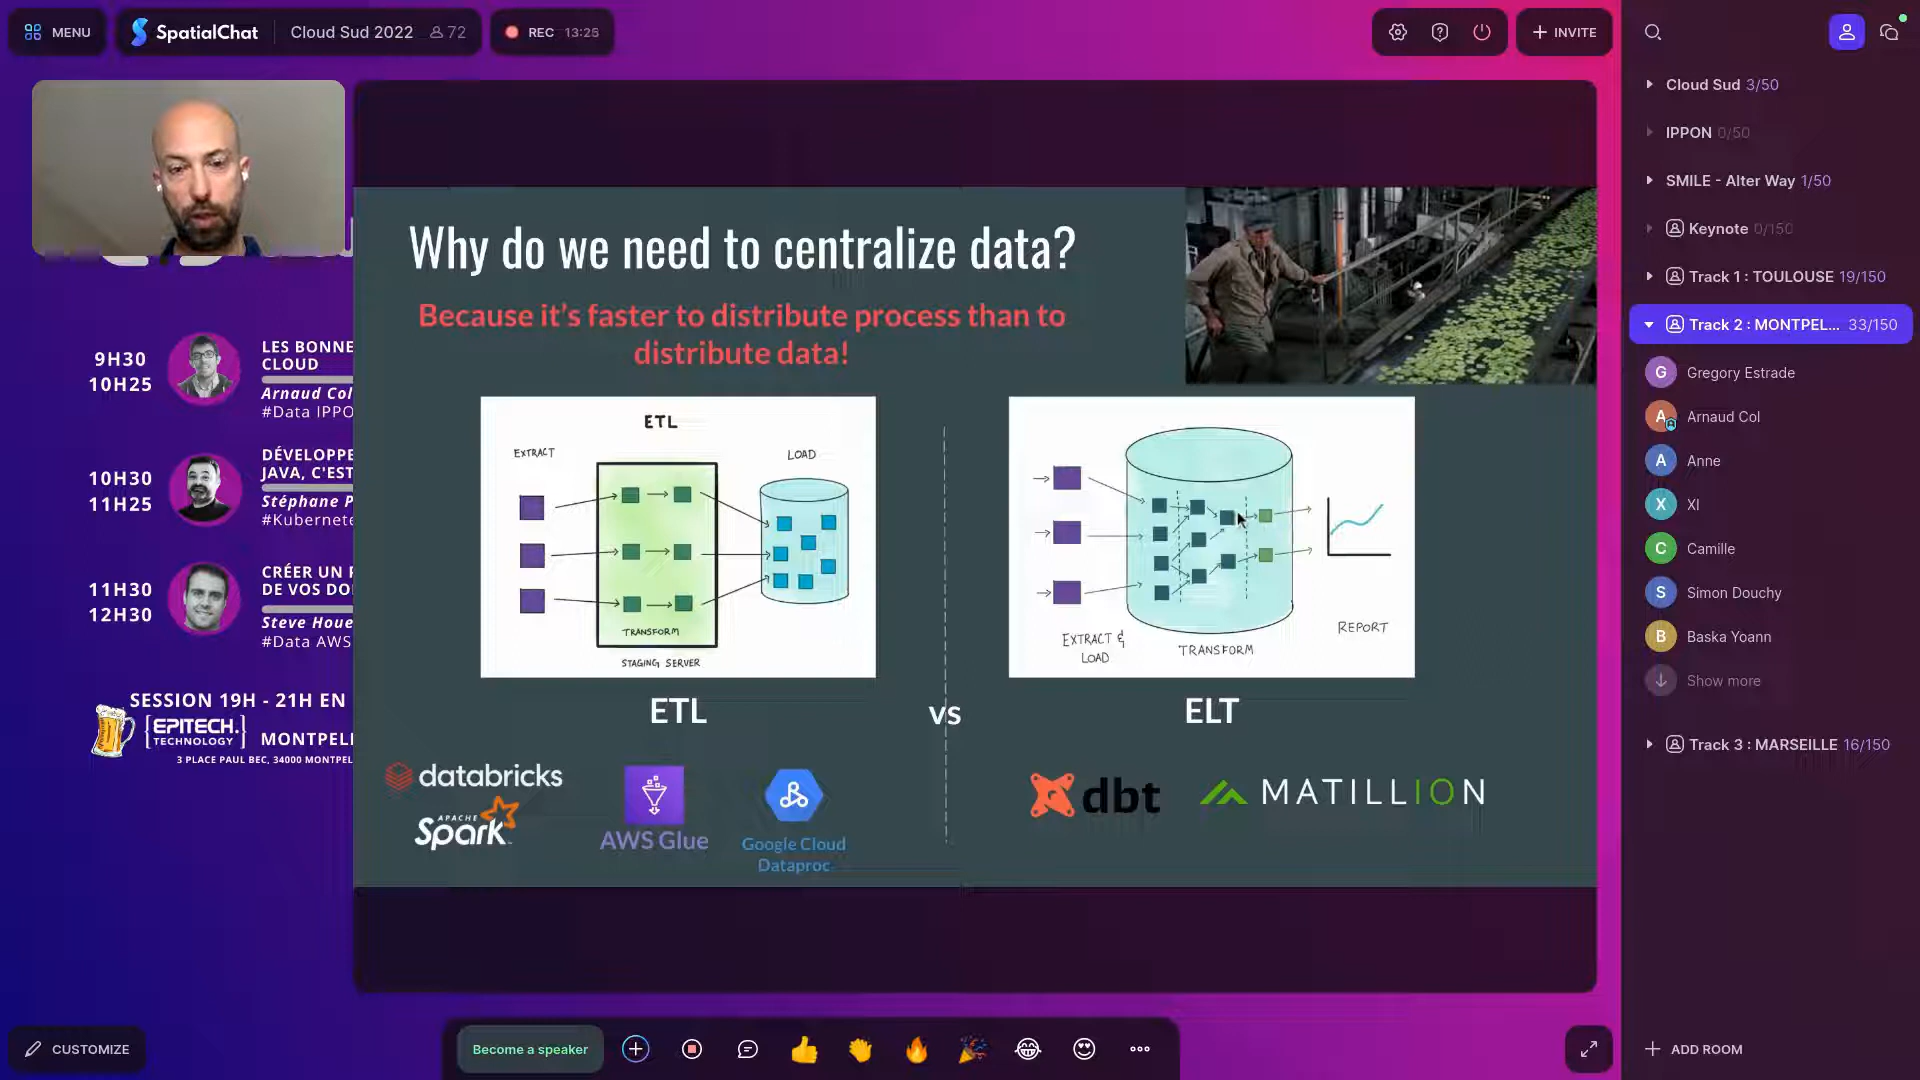 MENU
SpatialChat
Cloud Sud 2022
72
REC 13:25
INVITE
9H30
10H25
LES BONNE
CLOUD
Arnaud Col
#Data IPPO
10H30
11H25
DÉVELOPPE
JAVA, C'EST
Stéphane P
#Kubernete
11H30
12H30
CRÉER UN
DE VOS DO
Steve Houe
#Data AWS
SESSION 19H - 21H EN
[EPITECH.]
TECHNOLOGY
MONTPEL
3 PLACE PAUL BEC, 34000 MONTPEL
Why do we need to centralize data?
Because it's faster to distribute process than to
distribute data!
ETL
EXTRACT
LOAD
TRANSFORM
STAGING SERVER
EXTRACT &
LOAD
TRANSFORM
REPORT
ETL
vs
ELT
databricks
APACHE
Spark
AWS Glue
Google Cloud
Dataproc
dbt
MATILLION
Cloud Sud 3/50
IPPON 0/50
SMILE - Alter Way 1/50
Keynote 0/150
Track 1 : TOULOUSE 19/150
Track 2 : MONTPEL... 33/150
G Gregory Estrade
A Arnaud Col
A Anne
X Xl
C Camille
S Simon Douchy
B Baska Yoann
Show more
Track 3 : MARSEILLE 16/150
CUSTOMIZE
Become a speaker
ADD ROOM